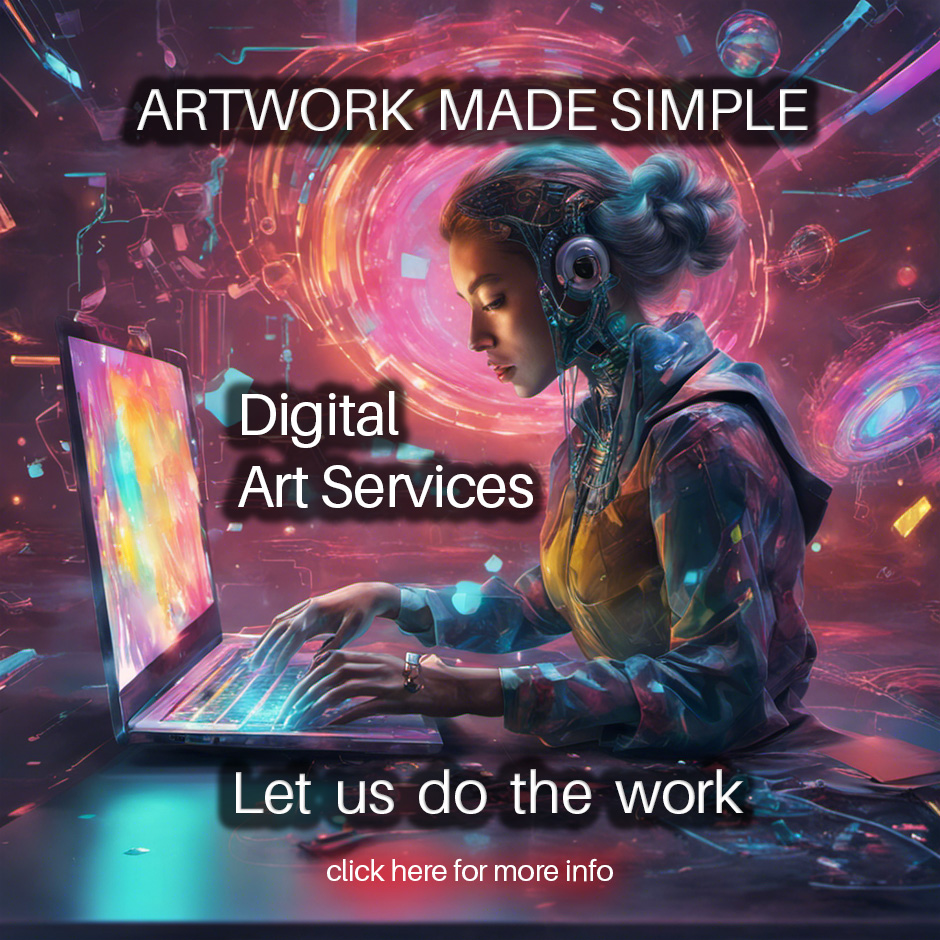 ARTWORK MADE SIMPLE
Digital
Art Services
Let us do the work
click here for more info